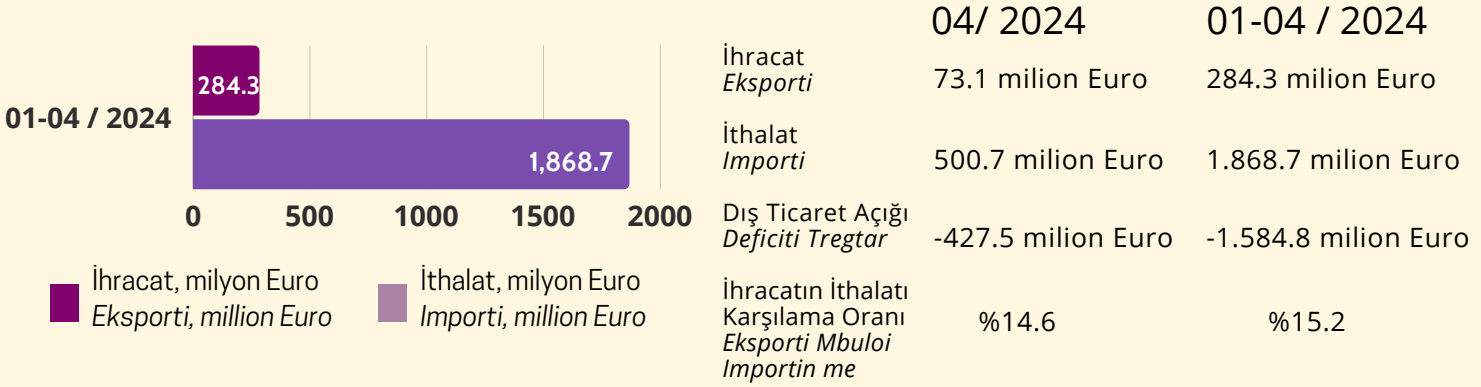 284.3
01-04 / 2024
1,868.7
0 500 1000 1500 2000
İhracat, milyon Euro
Eksporti, million Euro
İthalat, milyon Euro
Importi, million Euro
04/ 2024 01-04 / 2024
İhracat
Eksporti
73.1 milion Euro 284.3 milion Euro
İthalat
Importi
500.7 milion Euro 1.868.7 milion Euro
Dış Ticaret Açığı
Deficiti Tregtar
-427.5 milion Euro -1.584.8 milion Euro
İhracatın İthalatı
Karşılama Oranı
Eksporti Mbuloi
Importin me
%14.6 %15.2